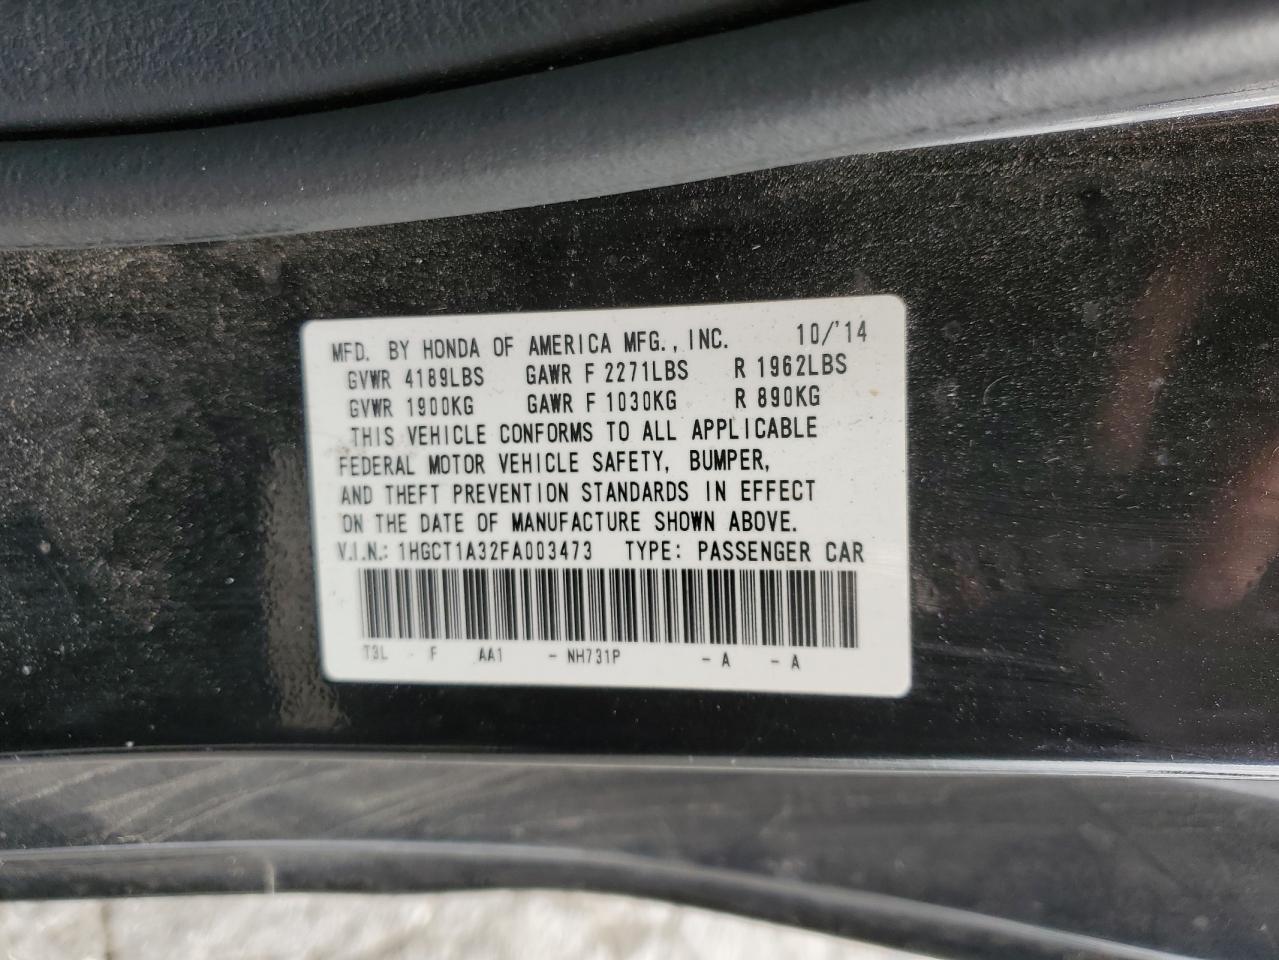 MFD. BY HONDA OF AMERICA MFG., INC. 10/'14
GVWR 4189LBS GAWR F 2271LBS R 1962LBS
GVWR 1900KG GAWR F 1030KG R 890KG
THIS VEHICLE CONFORMS TO ALL APPLICABLE
FEDERAL MOTOR VEHICLE SAFETY, BUMPER,
AND THEFT PREVENTION STANDARDS IN EFFECT
ON THE DATE OF MANUFACTURE SHOWN ABOVE.
V.I.N.: 1HGCT1A32FA003473 TYPE: PASSENGER CAR
T3L - F AA1 - NH731P - A - A